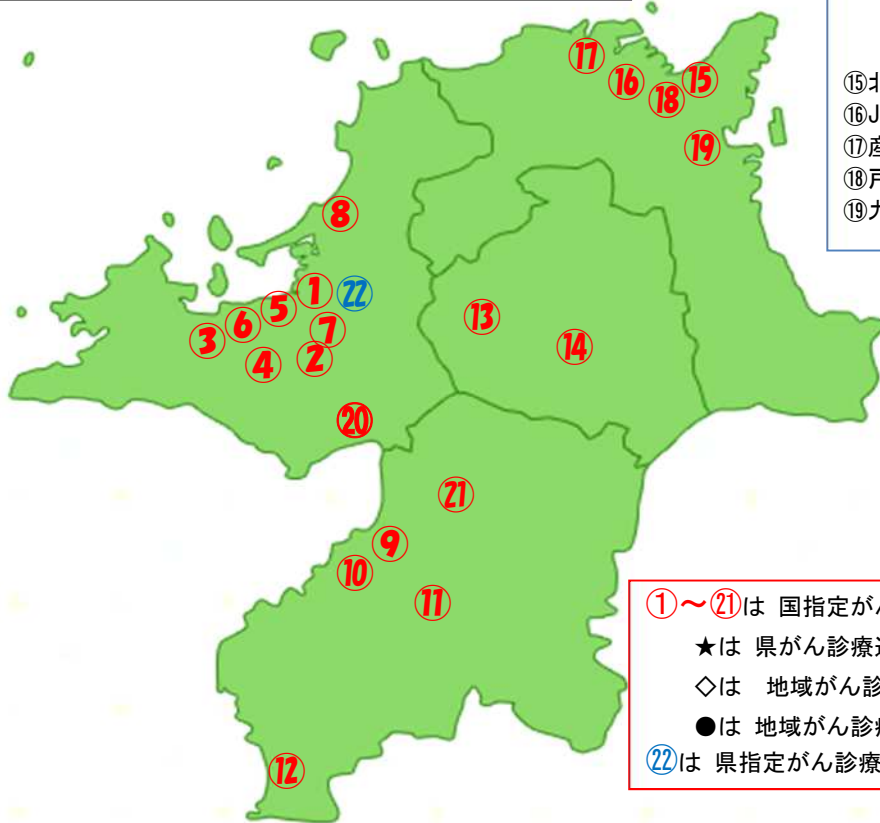 ⑰
⑯
⑮
⑱
⑲
⑮北
⑯J
⑰産
⑱戸
⑲九
⑧
①
㉒
⑤
⑥
⑦
③
②
④
⑬
⑭
⑳
㉑
⑨
⑩
⑪
⑫
①～㉑は 国指定が
★は 県がん診療
◇は 地域がん診
●は 地域がん診
㉒は 県指定がん診療